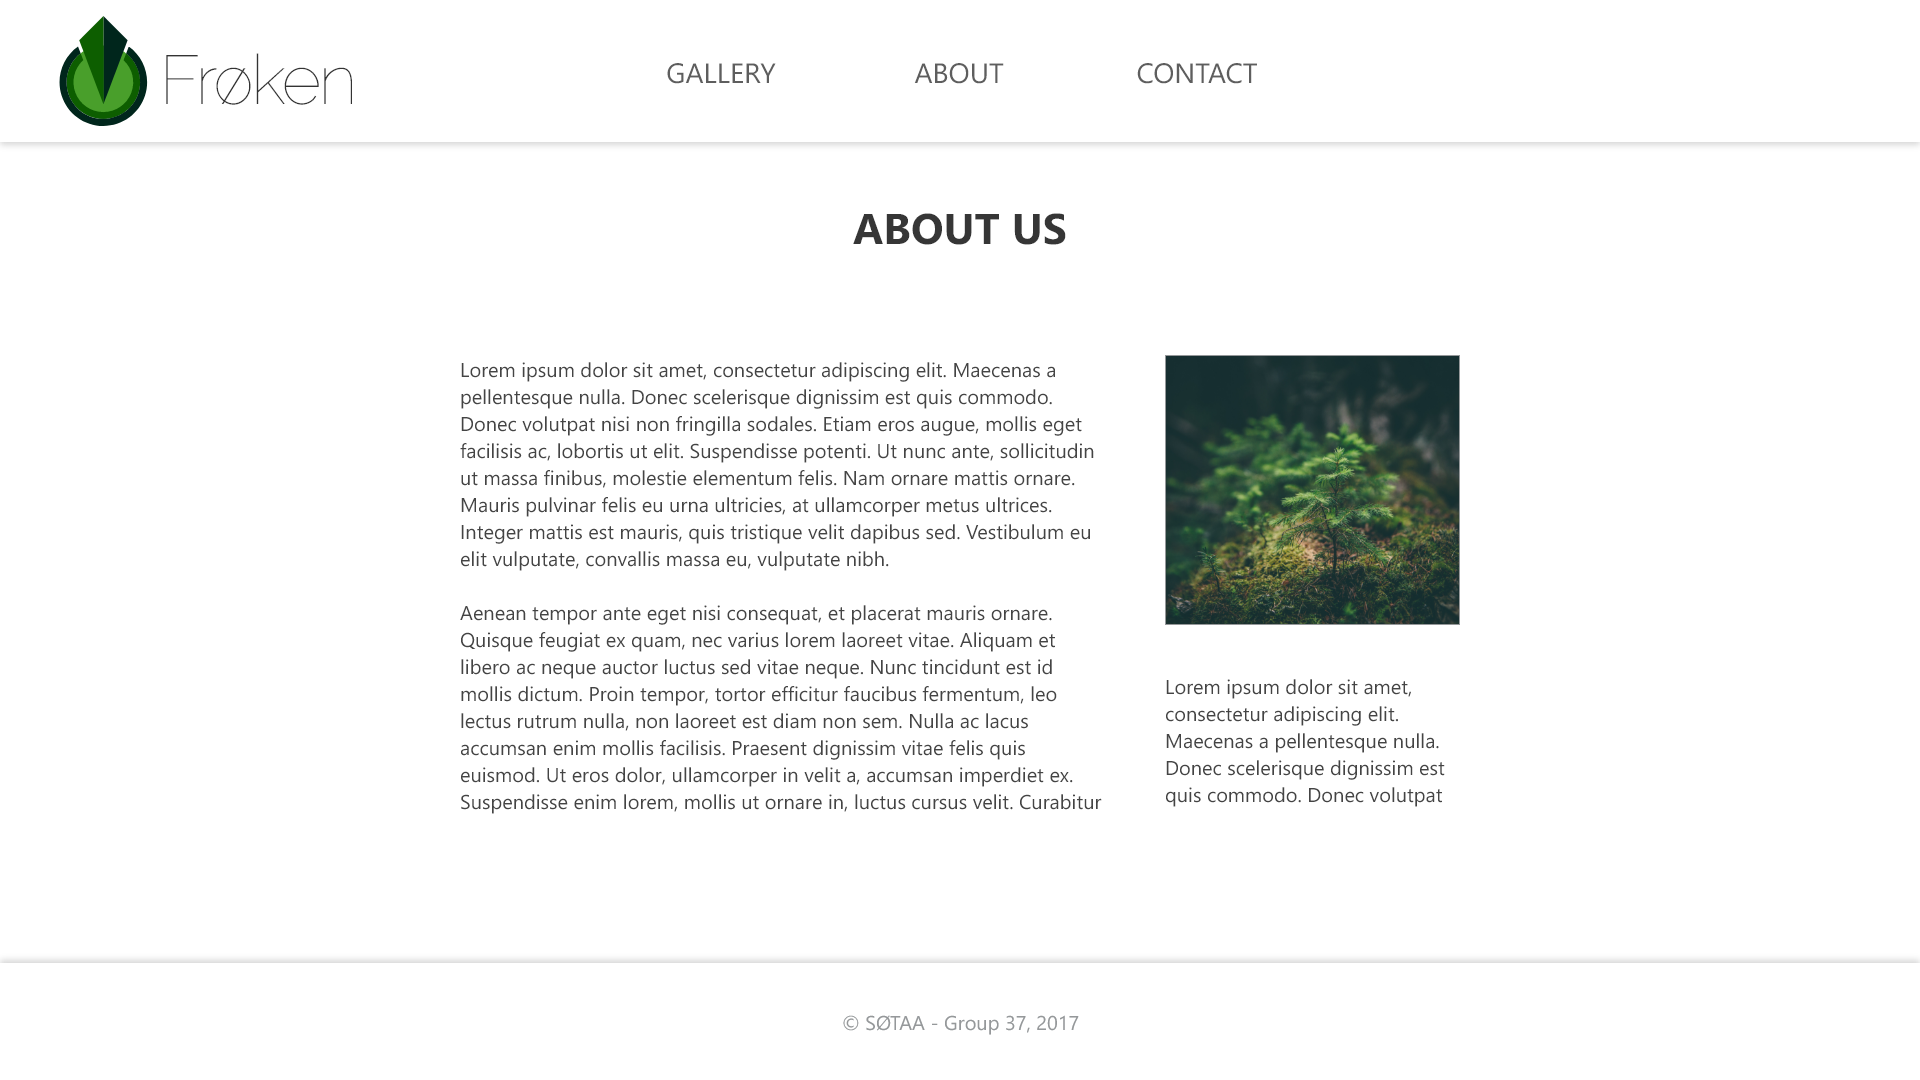 Frøken
GALLERY
ABOUT
CONTACT
ABOUT US
Lorem ipsum dolor sit amet, consectetur adipiscing elit. Maecenas a
pellentesque nulla. Donec scelerisque dignissim est quis commodo.
Donec volutpat nisi non fringilla sodales. Etiam eros augue, mollis eget
facilisis ac, lobortis ut elit. Suspendisse potenti. Ut nunc ante, sollicitudin
ut massa finibus, molestie elementum felis. Nam ornare mattis ornare.
Mauris pulvinar felis eu urna ultricies, at ullamcorper metus ultrices.
Integer mattis est mauris, quis tristique velit dapibus sed. Vestibulum eu
elit vulputate, convallis massa eu, vulputate nibh.
Aenean tempor ante eget nisi consequat, et placerat mauris ornare.
Quisque feugiat ex quam, nec varius lorem laoreet vitae. Aliquam et
libero ac neque auctor luctus sed vitae neque. Nunc tincidunt est id
mollis dictum. Proin tempor, tortor efficitur faucibus fermentum, leo
lectus rutrum nulla, non laoreet est diam non sem. Nulla ac lacus
accumsan enim mollis facilisis. Praesent dignissim vitae felis quis
euismod. Ut eros dolor, ullamcorper in velit a, accumsan imperdiet ex.
Suspendisse enim lorem, mollis ut ornare in, luctus cursus velit. Curabitur
Lorem ipsum dolor sit amet,
consectetur adipiscing elit.
Maecenas a pellentesque nulla.
Donec scelerisque dignissim est
quis commodo. Donec volutpat
© SØTAA - Group 37, 2017